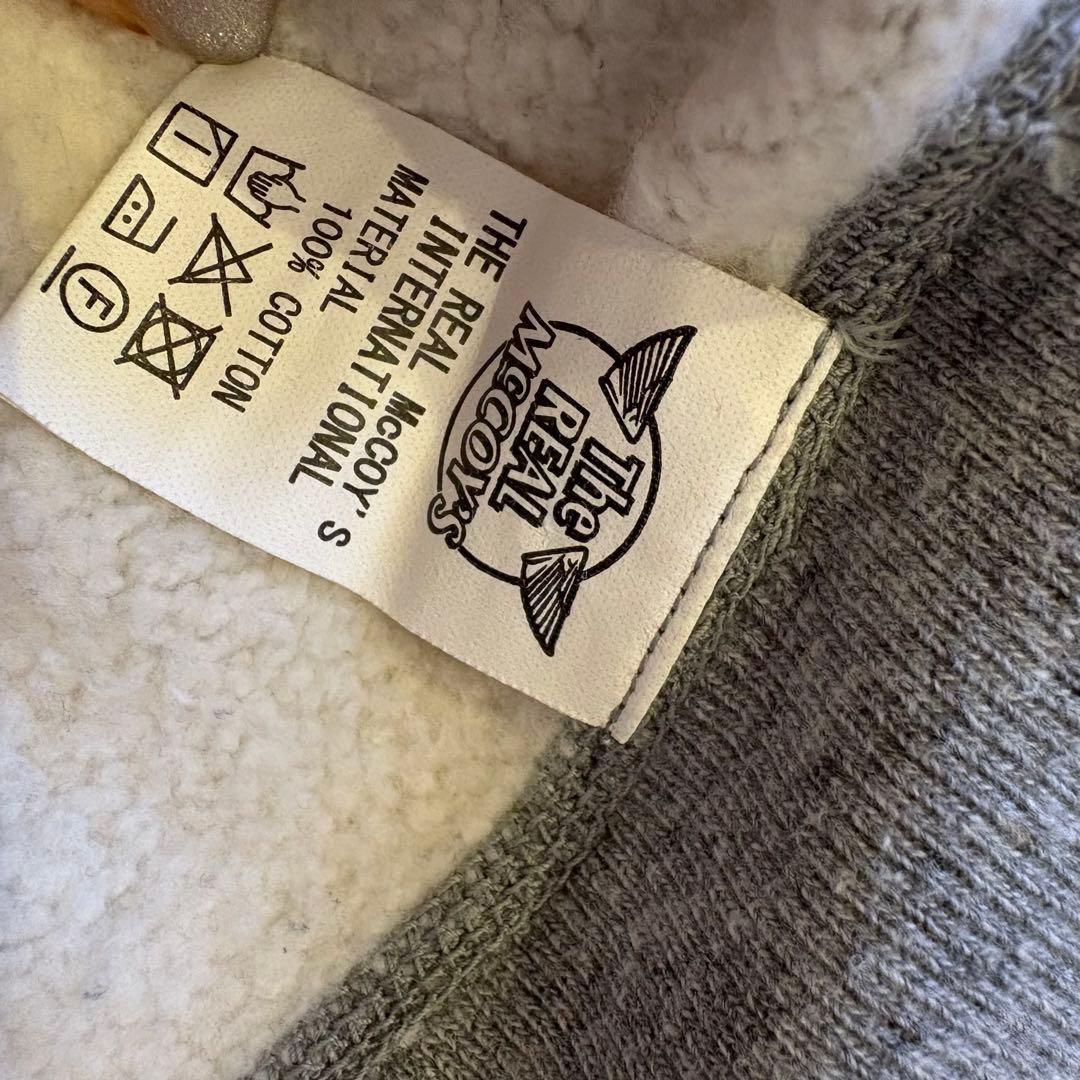 The
REAL
McCOY'S
THE REAL McCOY'S
INTERNATIONAL
MATERIAL
100% COTTON
F